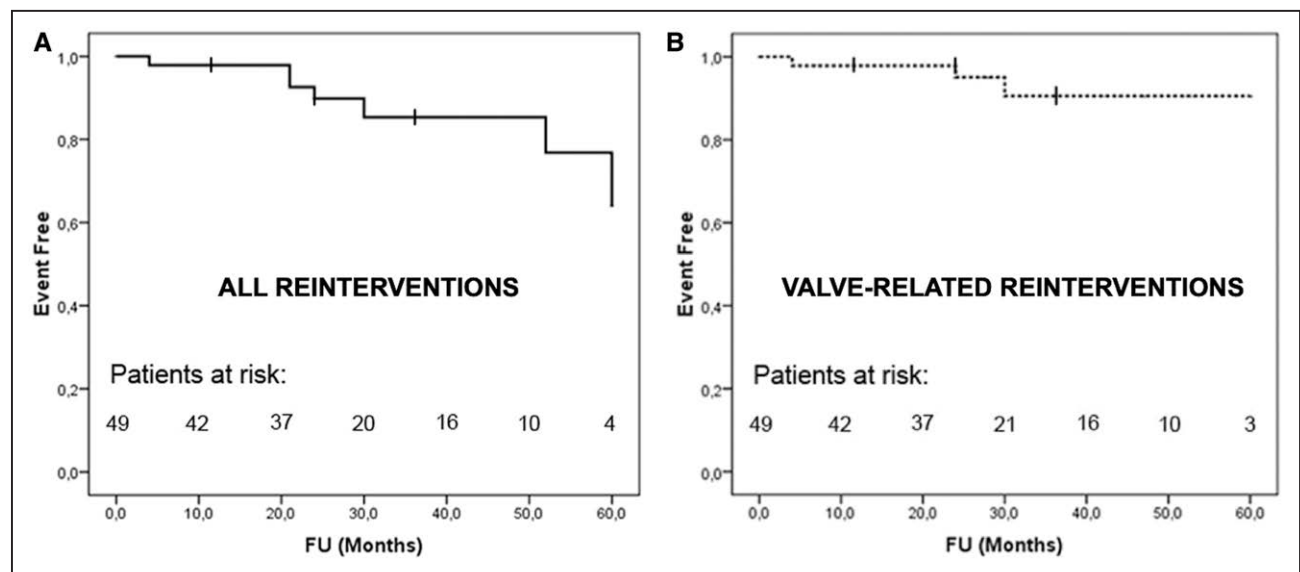 A
1,0
0,8
0,6
0,4
0,2
0,0
Event Free
ALL REINTERVENTIONS
Patients at risk:
49 42 37 20 16 10 4
0,0 10,0 20,0 30,0 40,0 50,0 60,0
FU (Months)
B
1,0
0,8
0,6
0,4
0,2
0,0
Event Free
VALVE-RELATED REINTERVENTIONS
Patients at risk:
49 42 37 21 16 10 3
0,0 10,0 20,0 30,0 40,0 50,0 60,0
FU (Months)